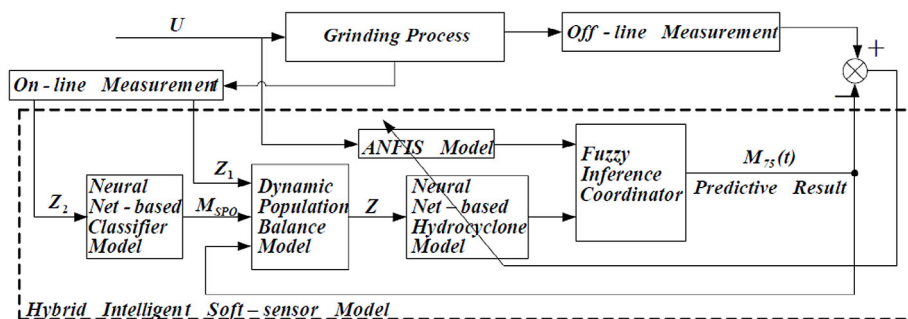 U
Grinding Process
Off - line Measurement
+
On - line Measurement
−
ANFIS Model
Fuzzy
Inference
Coordinator
M75(t)
Predictive Result
Z1
Z2
Neural
Net - based
Classifier
Model
MSPO
Dynamic
Population
Balance
Model
Z
Neural
Net - based
Hydrocyclone
Model
Hybrid Intelligent Soft - sensor Model